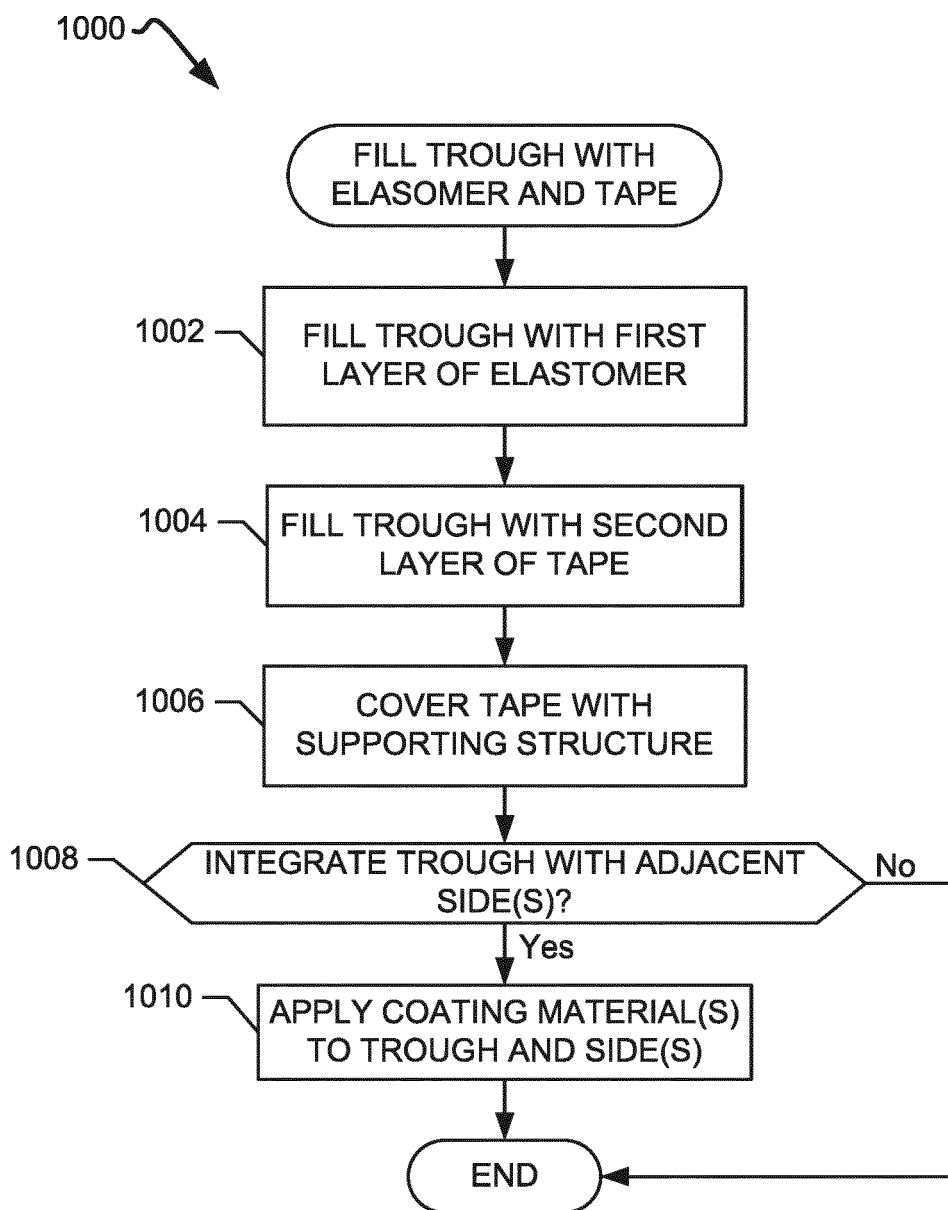 1000
FILL TROUGH WITH
ELASOMER AND TAPE
1002
FILL TROUGH WITH FIRST
LAYER OF ELASTOMER
1004
FILL TROUGH WITH SECOND
LAYER OF TAPE
1006
COVER TAPE WITH
SUPPORTING STRUCTURE
1008
INTEGRATE TROUGH WITH ADJACENT
SIDE(S)?
No
Yes
1010
APPLY COATING MATERIAL(S)
TO TROUGH AND SIDE(S)
END